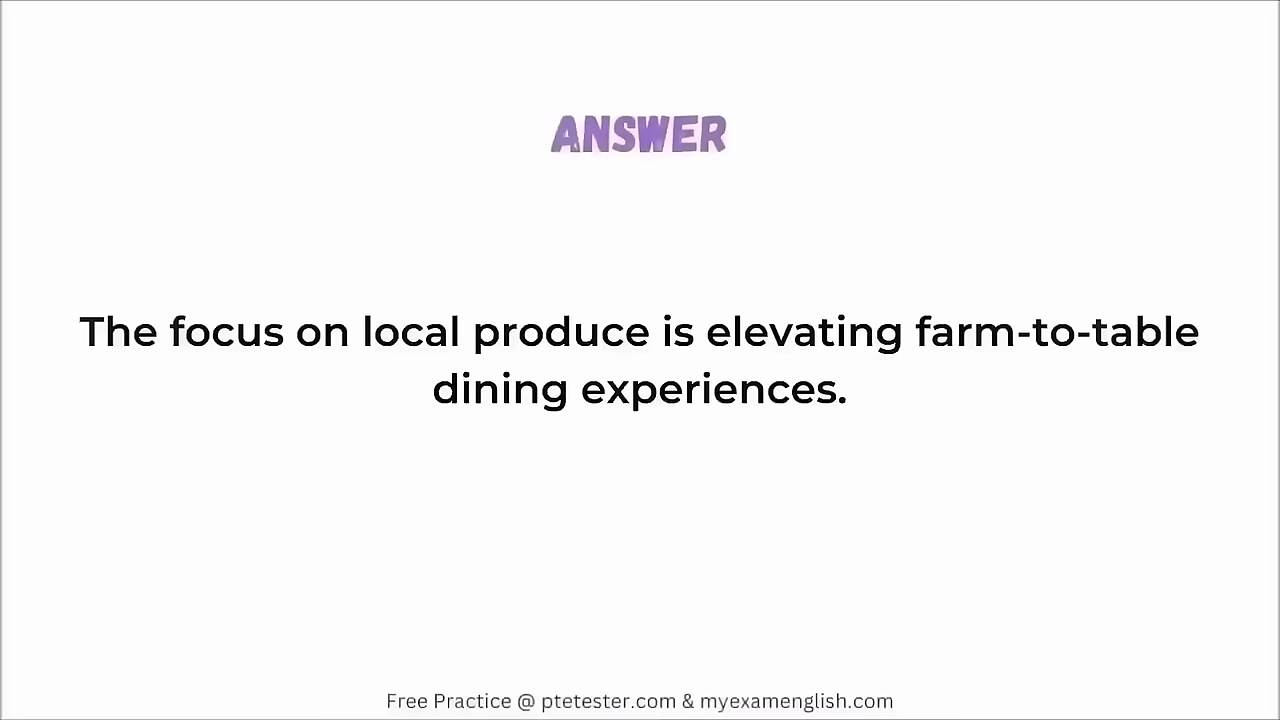 ANSWER
The focus on local produce is elevating farm-to-table
dining experiences.
Free Practice @ ptetester.com & myexamenglish.com